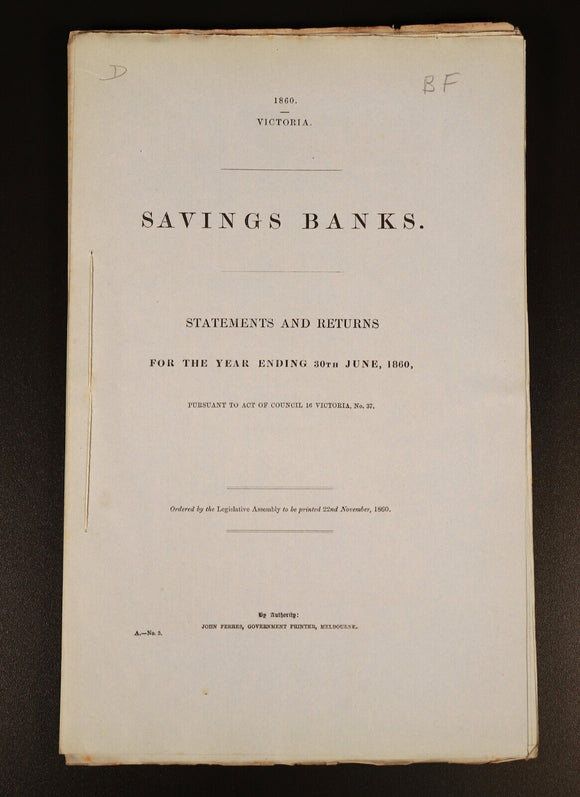 D
BF
1860.
VICTORIA.
SAVINGS BANKS.
STATEMENTS AND RETURNS
FOR THE YEAR ENDING 30TH JUNE, 1860,
PURSUANT TO ACT OF COUNCIL 16 VICTORIA, No. 37.
Ordered by the Legislative Assembly to be printed 22nd November, 1860.
By Authority:
JOHN FERRES, GOVERNMENT PRINTER, MELBOURNE.
A.—No. 5.